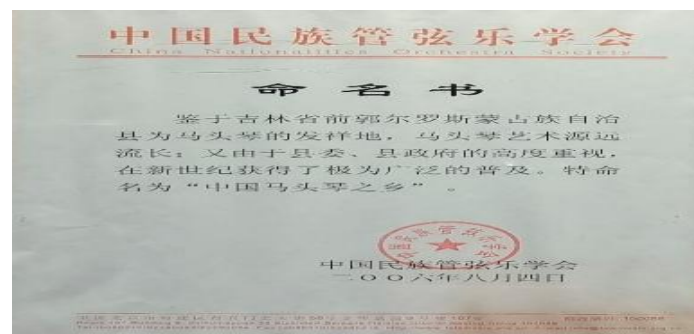 中国民族管弦乐学会
China Nationalities Orchestra Society
命名书
鉴于吉林省前郭尔罗斯蒙古族自治
县为马头琴的发祥地，马头琴艺术源远
流长；又由于县委、县政府的高度重视，
在新世纪获得了极为广泛的普及。特命
名为“中国马头琴之乡”。
中国民族管弦乐学会
二〇〇六年八月四日